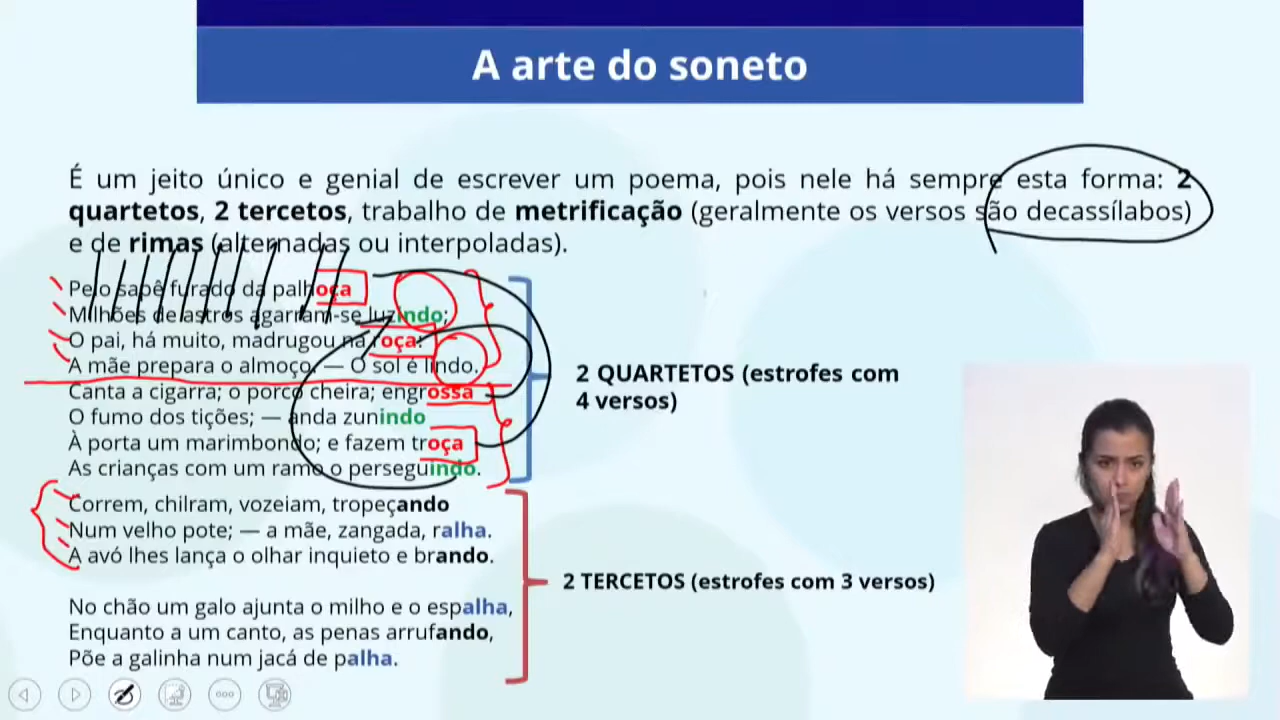 A arte do soneto
É um jeito único e genial de escrever um poema, pois nele há sempre esta forma: 2
quartetos, 2 tercetos, trabalho de metrificação (geralmente os versos são decassílabos)
e de rimas (alternadas ou interpoladas).
Pelo sapê furado da palhoça
Milhões de astros agarram-se luzindo;
O pai, há muito, madrugou na roça:
A mãe prepara o almoço. — O sol é lindo.
Canta a cigarra; o porco cheira; engrossa
O fumo dos tições; — anda zunindo
À porta um marimbondo; e fazem troça
As crianças com um ramo o perseguindo.
2 QUARTETOS (estrofes com
4 versos)
Correm, chilram, vozeiam, tropeçando
Num velho pote; — a mãe, zangada, ralha.
A avó lhes lança o olhar inquieto e brando.
No chão um galo ajunta o milho e o espalha,
Enquanto a um canto, as penas arrufando,
Põe a galinha num jacá de palha.
2 TERCETOS (estrofes com 3 versos)